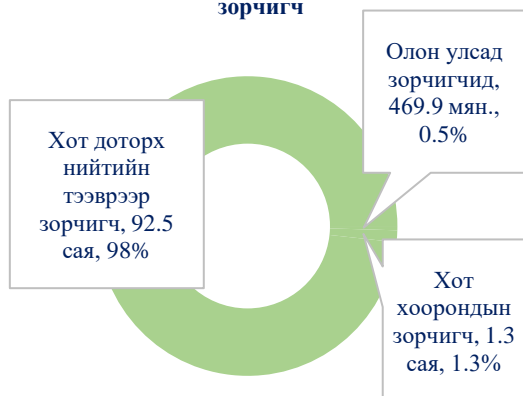 зорчигч
Олон улсад
зорчигчид,
469.9 мян.,
0.5%
Хот доторх
нийтийн
тээврээр
зорчигч, 92.5
сая, 98%
Хот
хоорондын
зорчигч, 1.3
сая, 1.3%